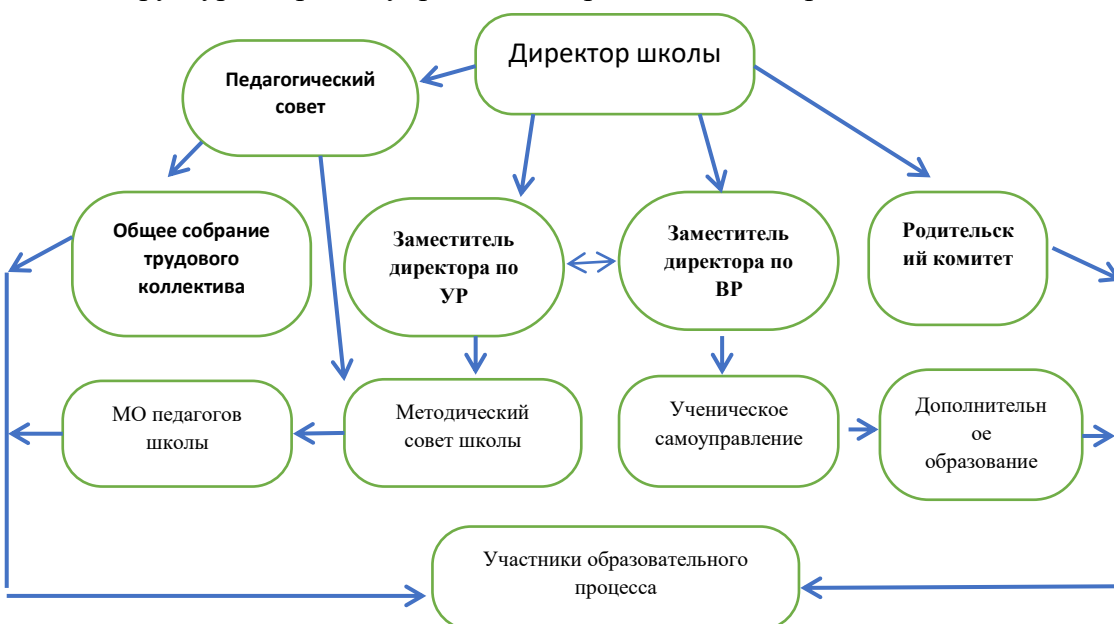 Директор школы
Педагогический
совет
Общее собрание
трудового
коллектива
Заместитель
директора по
УР
Заместитель
директора по
ВР
Родительск
ий комитет
МО педагогов
школы
Методический
совет школы
Ученическое
самоуправление
Дополнительн
ое
образование
Участники образовательного
процесса